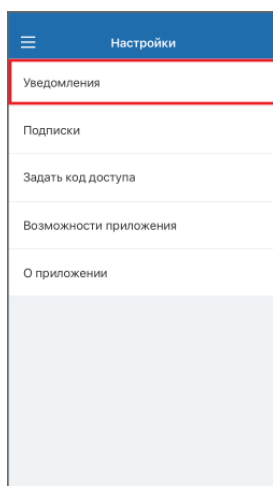 Настройки
Уведомления
Подписки
Задать код доступа
Возможности приложения
О приложении